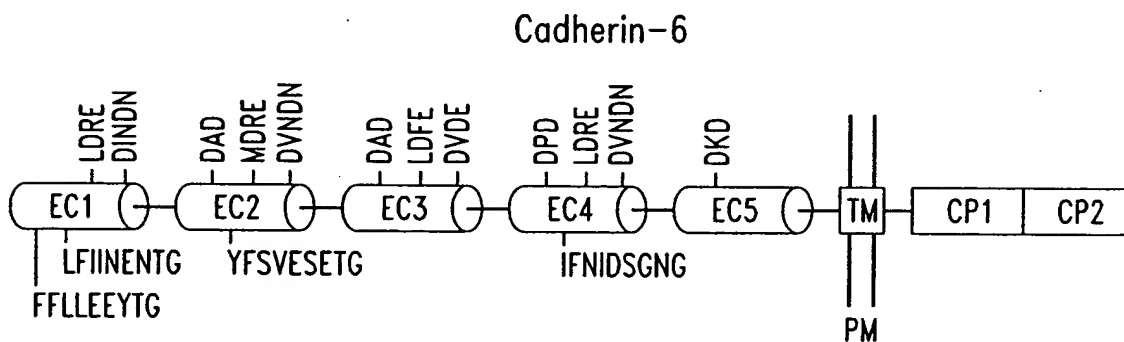 Cadherin-6
LDRE
DINDN
DAD
MDRE
DVNDN
DAD
LDFE
DVDE
DPD
LDRE
DVNDN
DKD
EC1
EC2
EC3
EC4
EC5
TM
CP1
CP2
LFIINENTG
YFSVESETG
IFNIDSGNG
FFLLEEYTG
PM